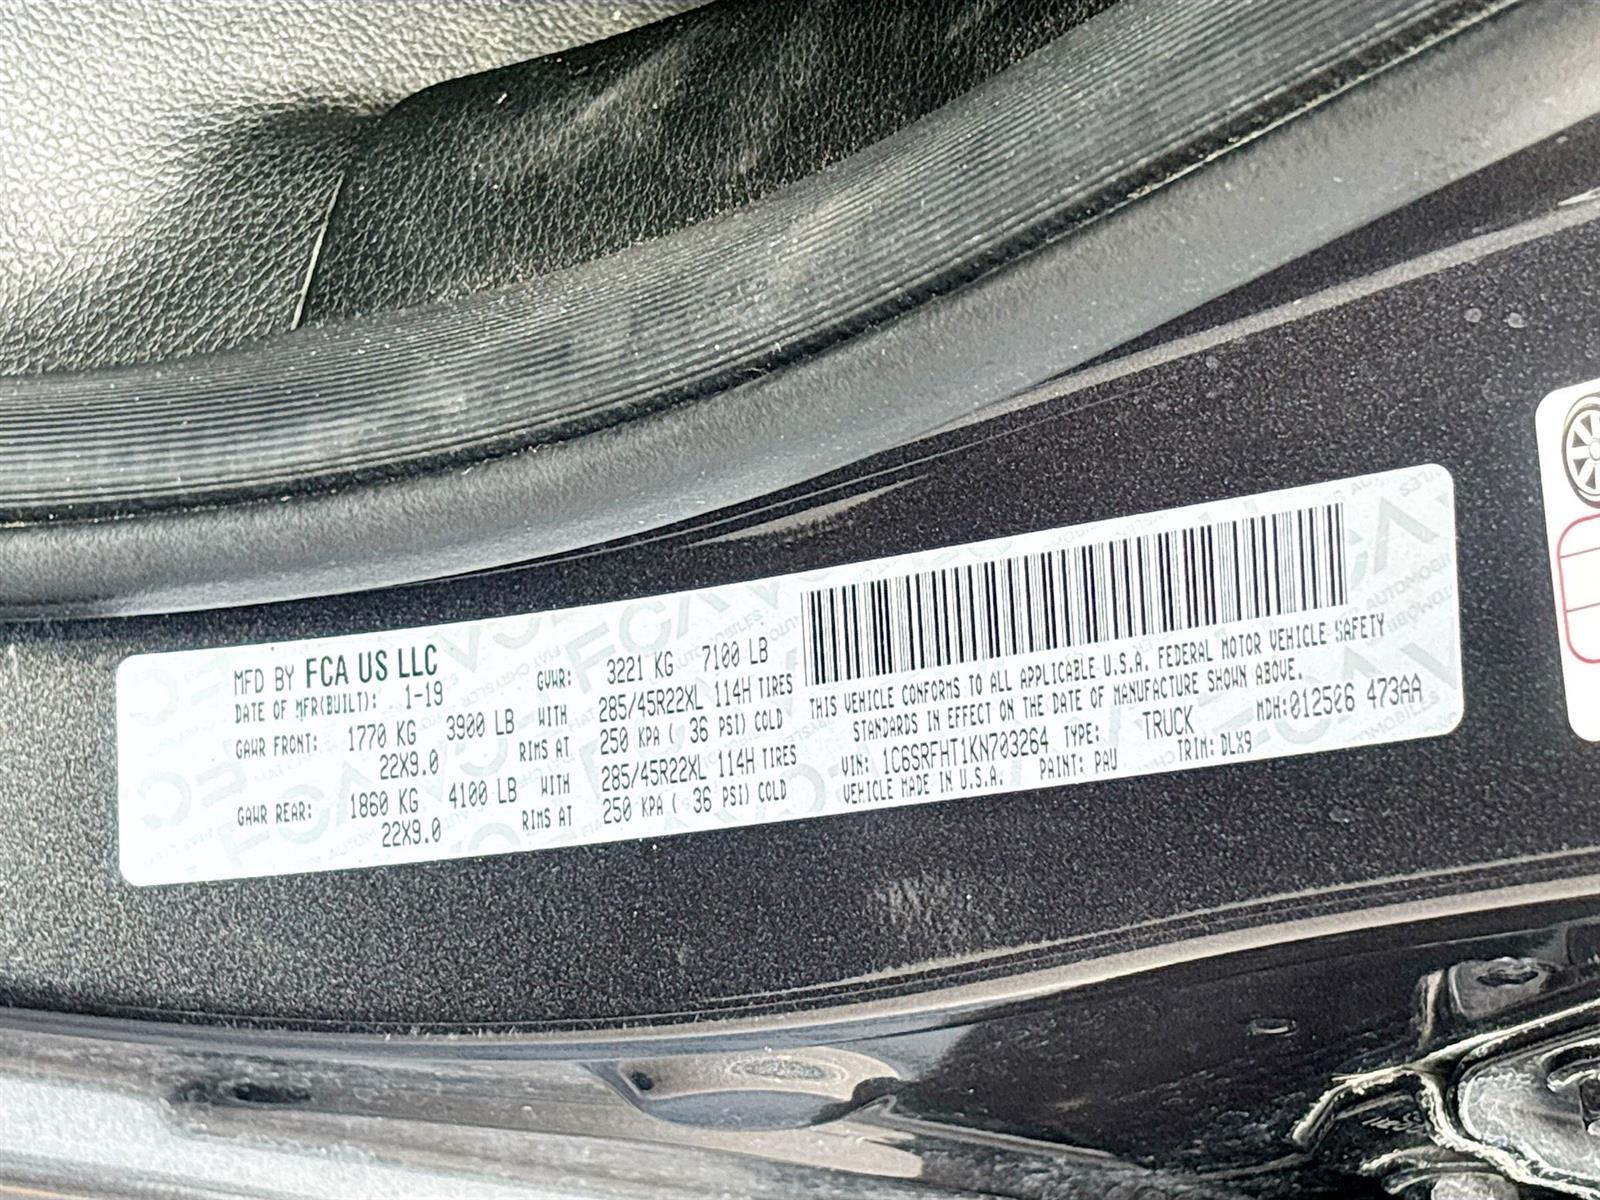 MFD BY FCA US LLC
DATE OF MFR(BUILT): 1-19 GVWR: 3221 KG 7100 LB
GAWR FRONT: 1770 KG 3900 LB WITH 285/45R22XL 114H TIRES
22X9.0 RIMS AT 250 KPA ( 36 PSI) COLD
GAWR REAR: 1860 KG 4100 LB WITH 285/45R22XL 114H TIRES
22X9.0 RIMS AT 250 KPA ( 36 PSI) COLD
THIS VEHICLE CONFORMS TO ALL APPLICABLE U.S.A. FEDERAL MOTOR VEHICLE SAFETY
STANDARDS IN EFFECT ON THE DATE OF MANUFACTURE SHOWN ABOVE.
VIN: 1C6SRFHT1KN703264 TYPE: TRUCK MDH:012506 473AA
VEHICLE MADE IN U.S.A. PAINT: PAU TRIM: DLX9